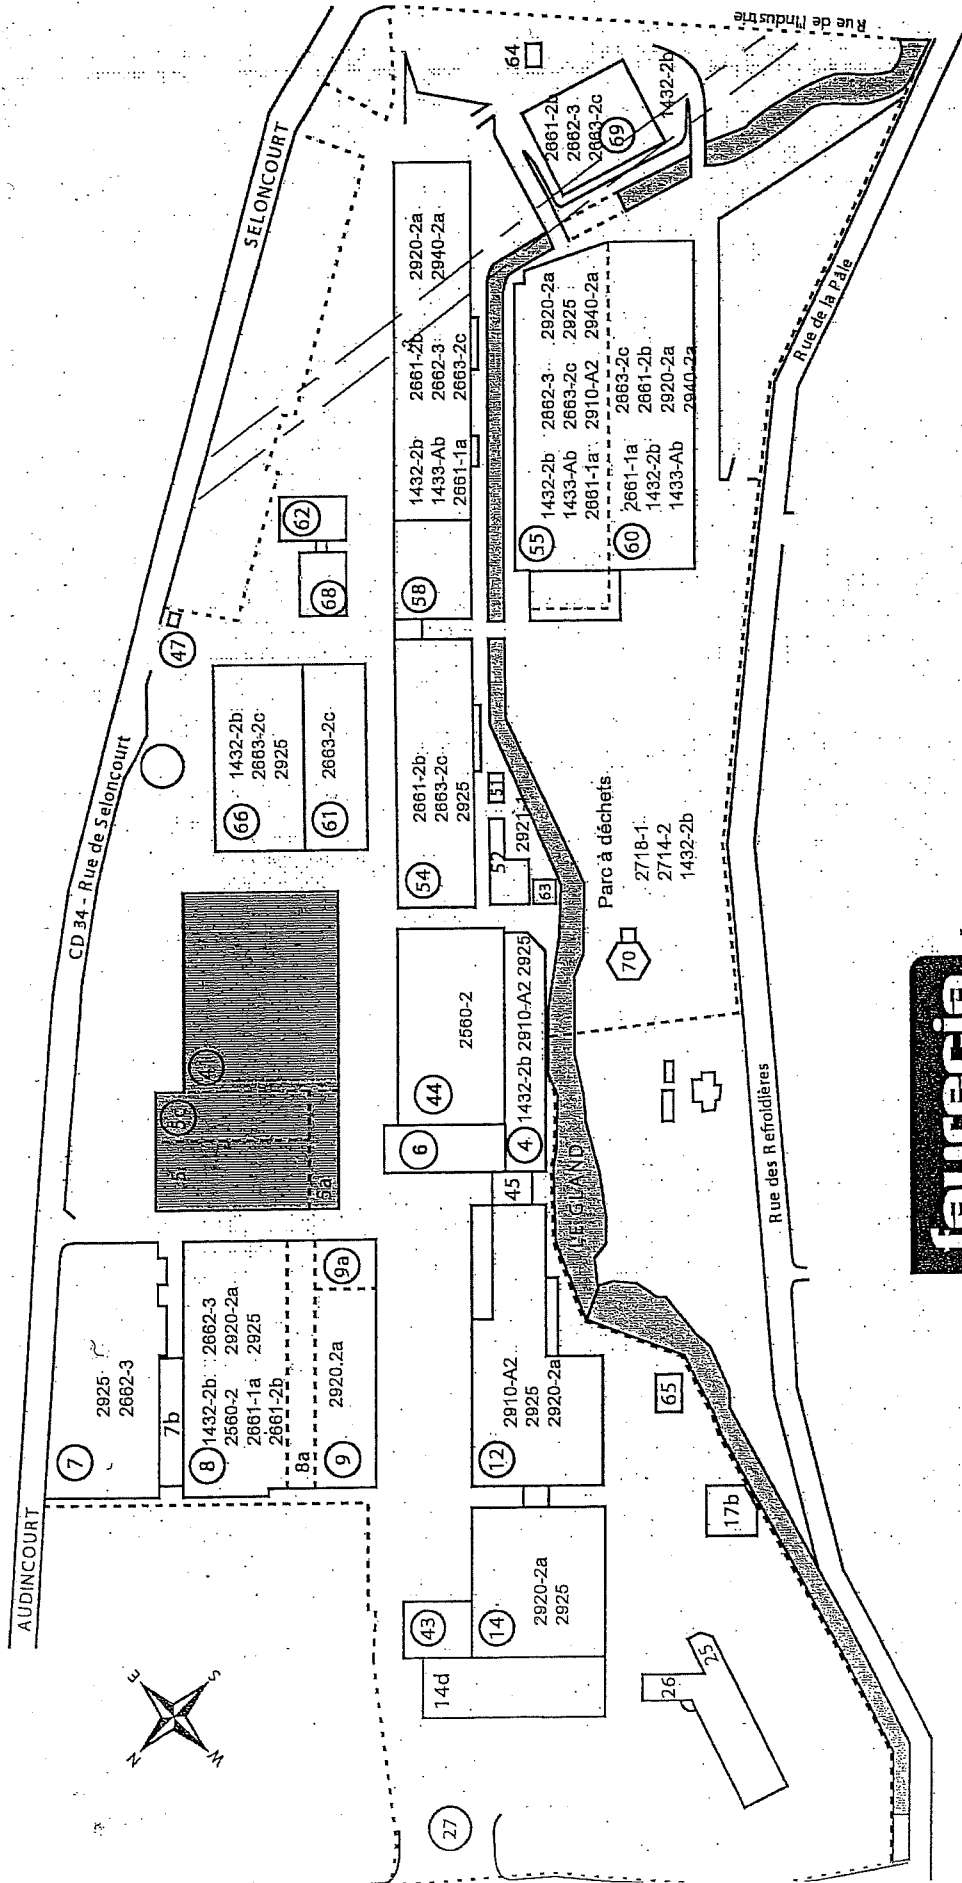 AUDINCOURT
CD 34 - Rue de Seloncourt
SELONCOURT
Rue de l'Industrie
N
E
S
W
7
2925
2662-3
7b
8
1432-2b
2560-2
2661-1a
2661-2b
2662-3
2920-2a
2925
8a
9
2920.2a
9a
47
66
1432-2b
2663-2c
2925
61
2663-2c
68
62
64
2661-2b
2662-3
2663-2c
69
1432-2b
27
43
14d
14
2920-2a
2925
12
2910-A2
2925
2920-2a
45
6
44
2560-2
4
1432-2b 2910-A2 2925
54
2661-2b
2663-2c
2925
52
51
2921-1
63
58
1432-2b
1433-Ab
2661-1a
2661-2b
2662-3
2663-2c
2920-2a
2940-2a
55
1432-2b
1433-Ab
2661-1a
2662-3
2663-2c
2910-A2
2920-2a
2925
2940-2a
60
2661-1a
1432-2b
1433-Ab
2663-2c
2661-2b
2920-2a
2940-2a
LE GLAND
Parc à déchets
2718-1
2714-2
1432-2b
70
65
17b
26
25
Rue des Refroidières
Rue de la Pâle
faurecia